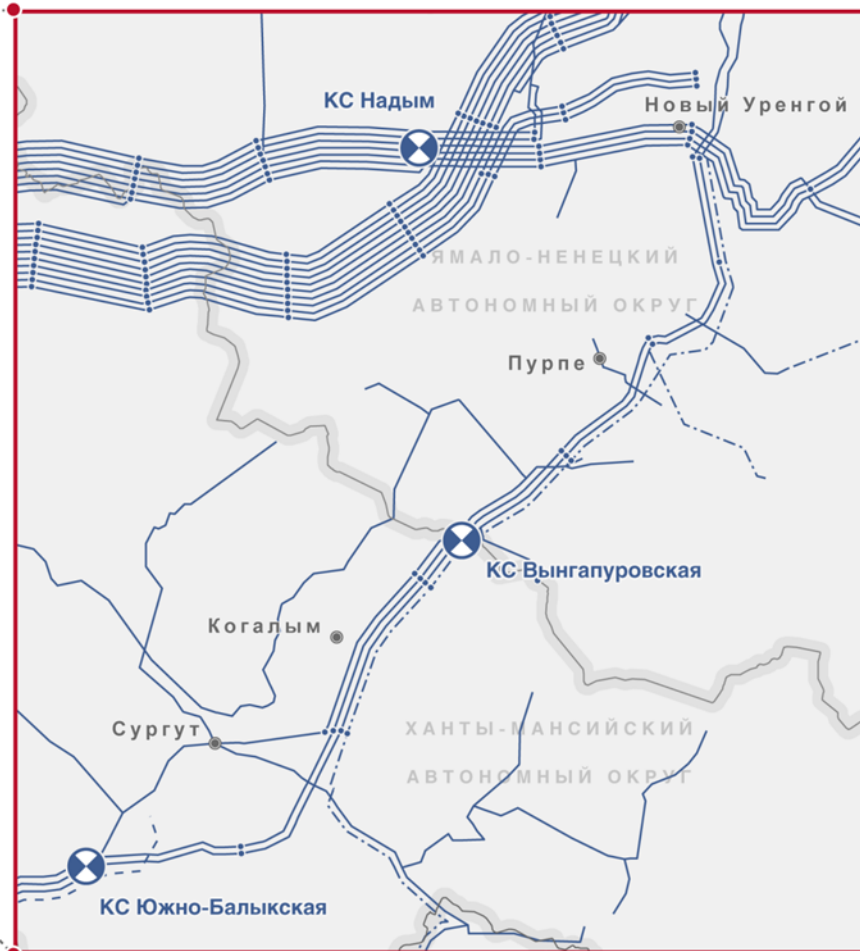 КС Надым
Новый Уренгой
ЯМАЛО-НЕНЕЦКИЙ
АВТОНОМНЫЙ ОКРУГ
Пурпе
КС Вынгапуровская
Когалым
Сургут
ХАНТЫ-МАНСИЙСКИЙ
АВТОНОМНЫЙ ОКРУГ
КС Южно-Балыкская